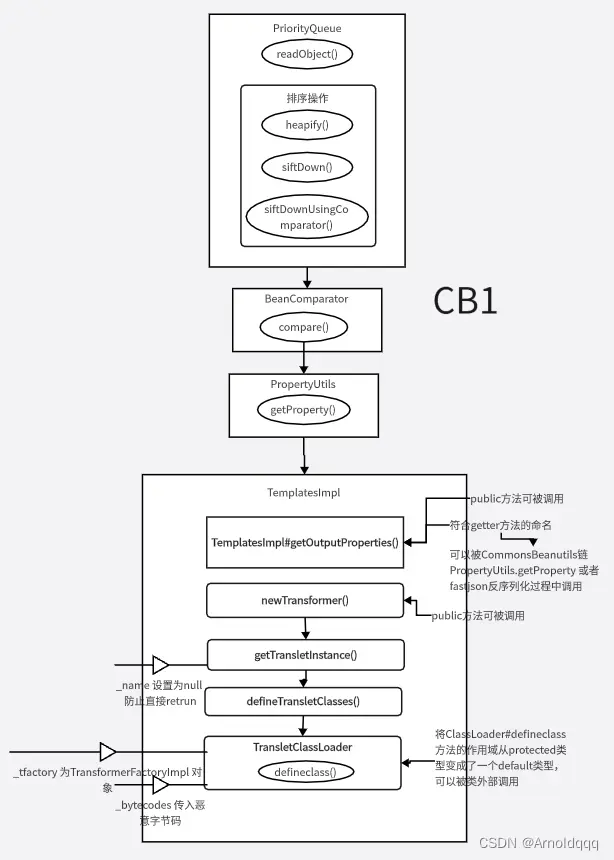 PriorityQueue
readObject()
排序操作
heapify()
siftDown()
siftDownUsingCo
mparator()
CB1
BeanComparator
compare()
PropertyUtils
getProperty()
TemplatesImpl
public方法可被调用
符合getter方法的命名
TemplatesImpl#getOutputProperties()
可以被CommonsBeanutils链
PropertyUtils.getProperty 或者
fastjson反序列化过程中调用
newTransformer()
public方法可被调用
getTransletInstance()
_name 设置为null
防止直接retrun
defineTransletClasses()
将ClassLoader#defineclass
方法的作用域从protected类
型变成了一个default类型，
可以被类外部调用
TransletClassLoader
defineclass()
_tfactory 为TransformerFactoryImpl 对
象
_bytecodes 传入恶
意字节码
CSDN @Arnoldqqq